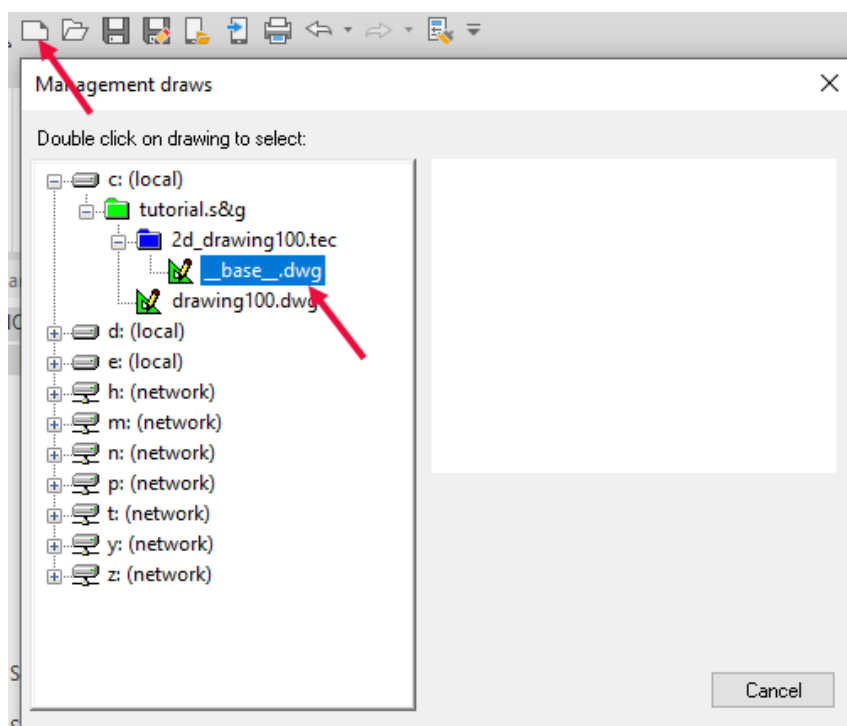 Management draws
Double click on drawing to select:
c: (local)
tutorial.s&g
2d_drawing100.tec
__base__.dwg
drawing100.dwg
d: (local)
e: (local)
h: (network)
m: (network)
n: (network)
p: (network)
t: (network)
y: (network)
z: (network)
Cancel